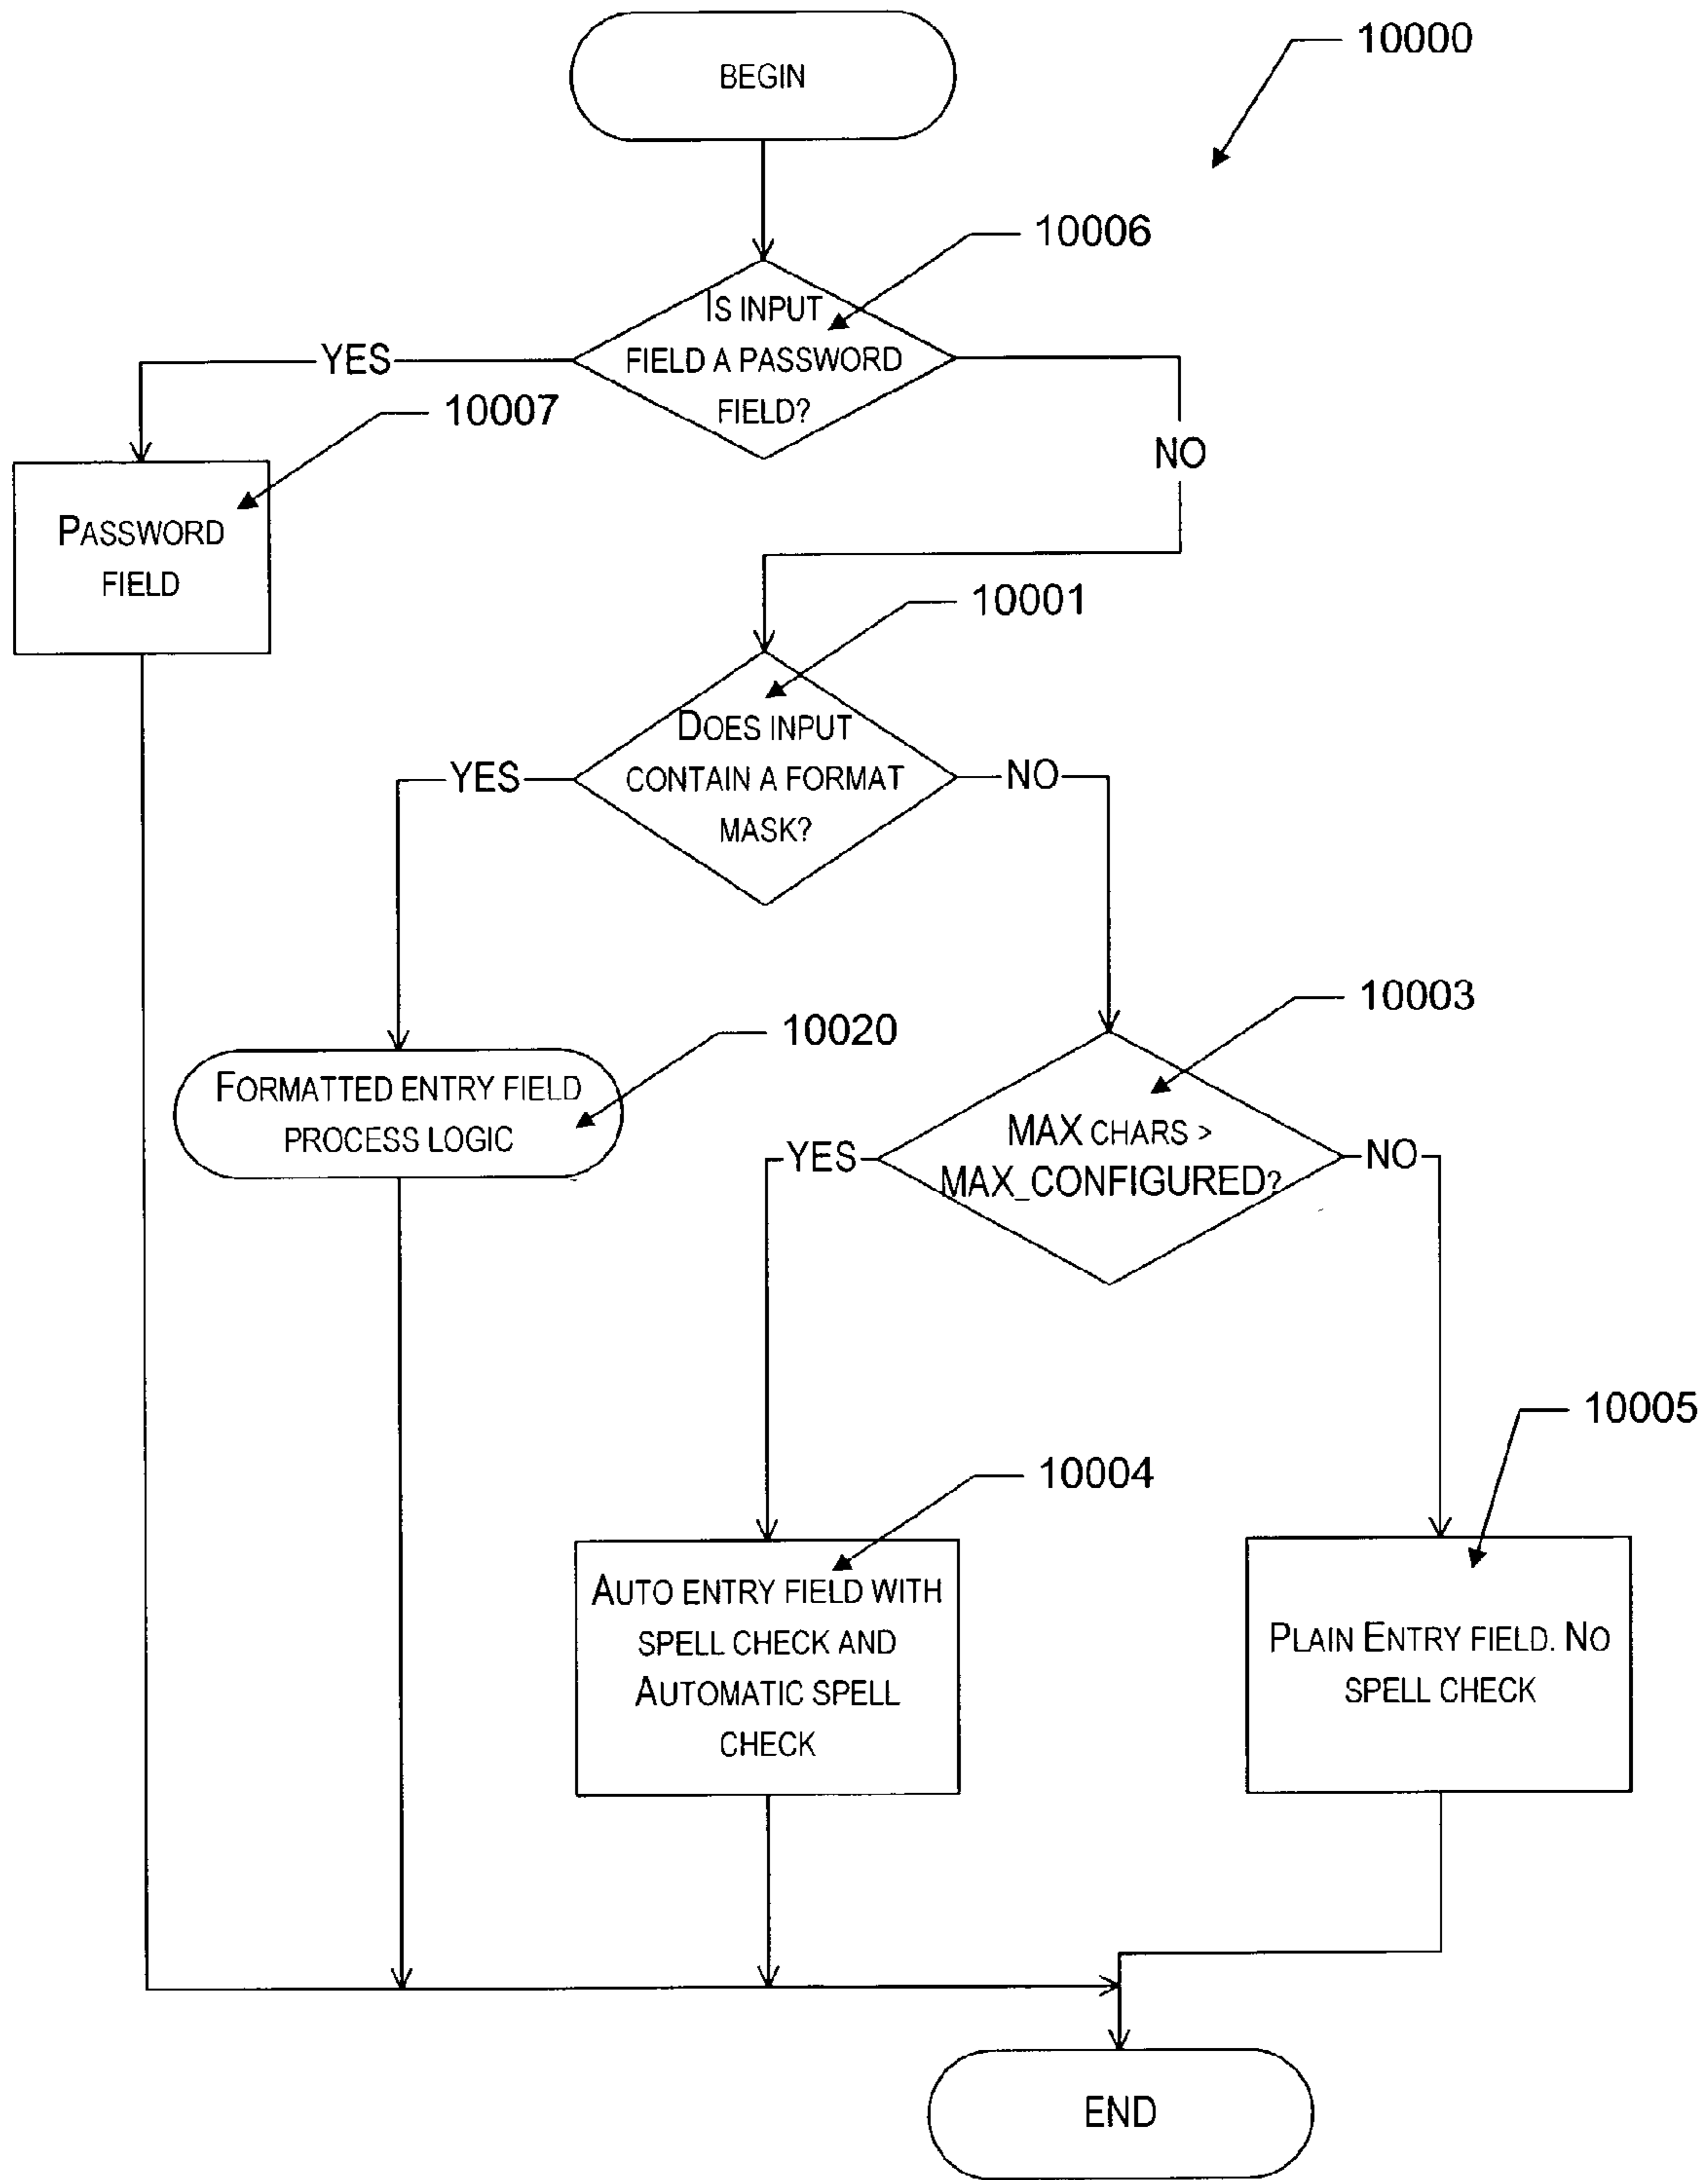 BEGIN
10000
10006
IS INPUT
FIELD A PASSWORD
FIELD?
YES
NO
10007
PASSWORD
FIELD
10001
DOES INPUT
CONTAIN A FORMAT
MASK?
YES
NO
10003
10020
FORMATTED ENTRY FIELD
PROCESS LOGIC
MAX CHARS >
MAX_CONFIGURED?
YES
NO
10005
10004
AUTO ENTRY FIELD WITH
SPELL CHECK AND
AUTOMATIC SPELL
CHECK
PLAIN ENTRY FIELD. NO
SPELL CHECK
END